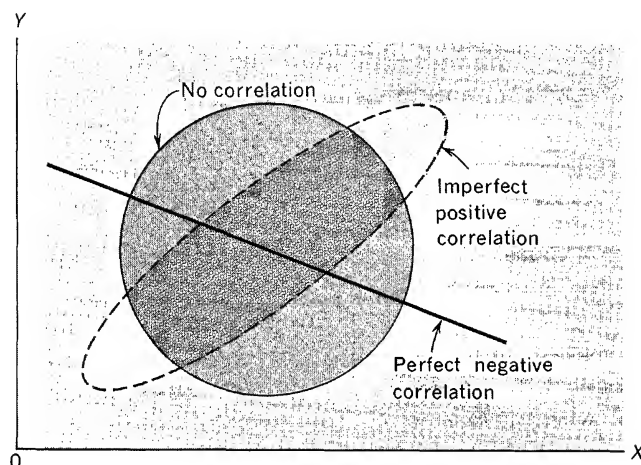 Y
No correlation
Imperfect
positive
correlation
Perfect negative
correlation
0
X